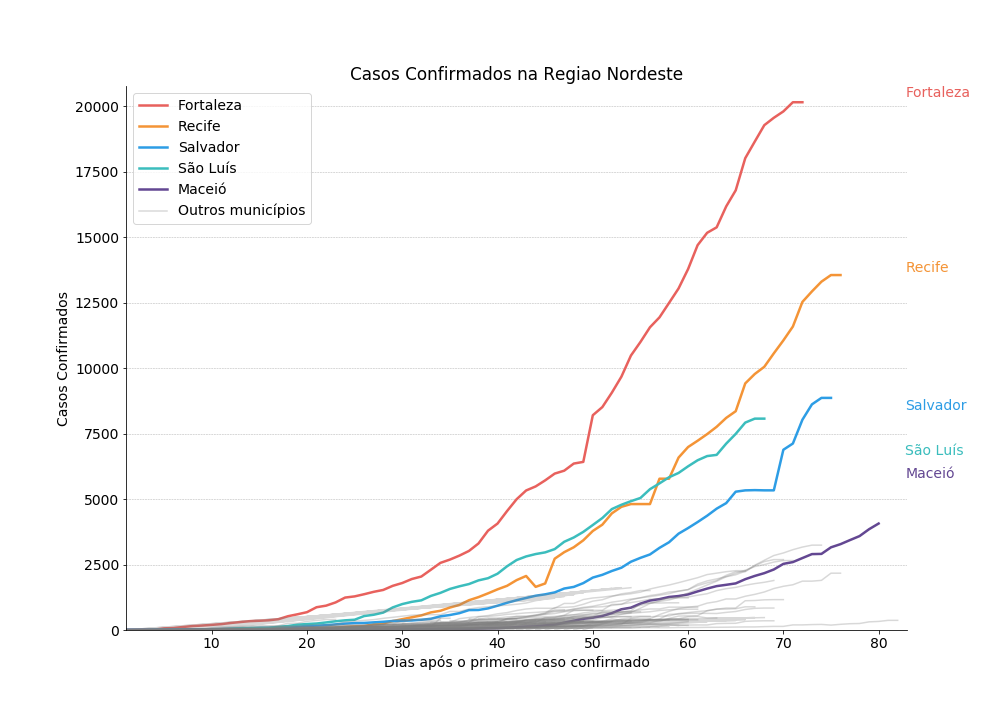 Casos Confirmados na Regiao Nordeste
Fortaleza
Recife
Salvador
São Luís
Maceió
Outros municípios
Casos Confirmados
20000
17500
15000
12500
10000
7500
5000
2500
0
10
20
30
40
50
60
70
80
Dias após o primeiro caso confirmado
Fortaleza
Recife
Salvador
São Luís
Maceió